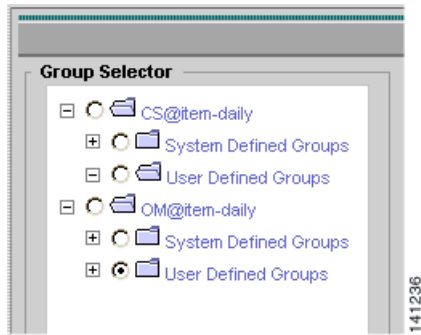 Group Selector
CS@item-daily
System Defined Groups
User Defined Groups
OM@item-daily
System Defined Groups
User Defined Groups
141236